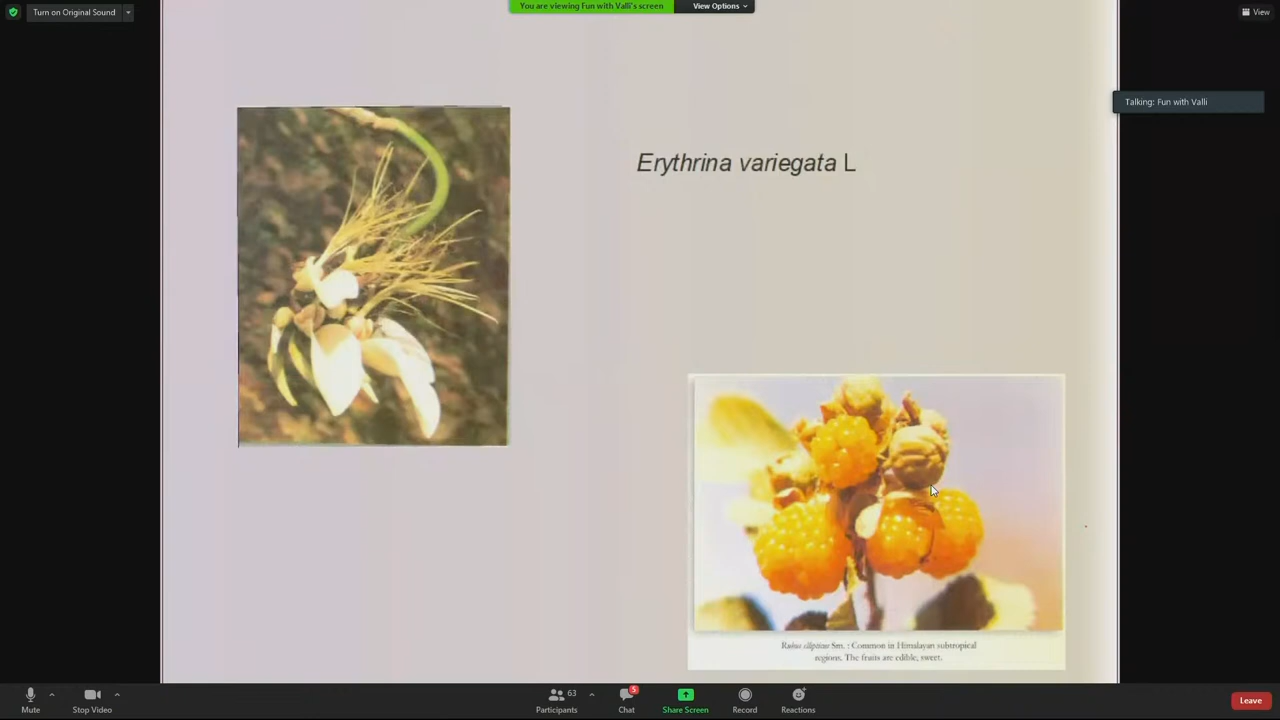 Turn on Original Sound
You are viewing Fun with Valli's screen
View Options
View
Talking: Fun with Valli
Erythrina variegata L
Rubus ellipticus Sm. : Common in Himalayan subtropical
regions. The fruits are edible, sweet.
Mute
Stop Video
63
Participants
5
Chat
Share Screen
Record
Reactions
Leave